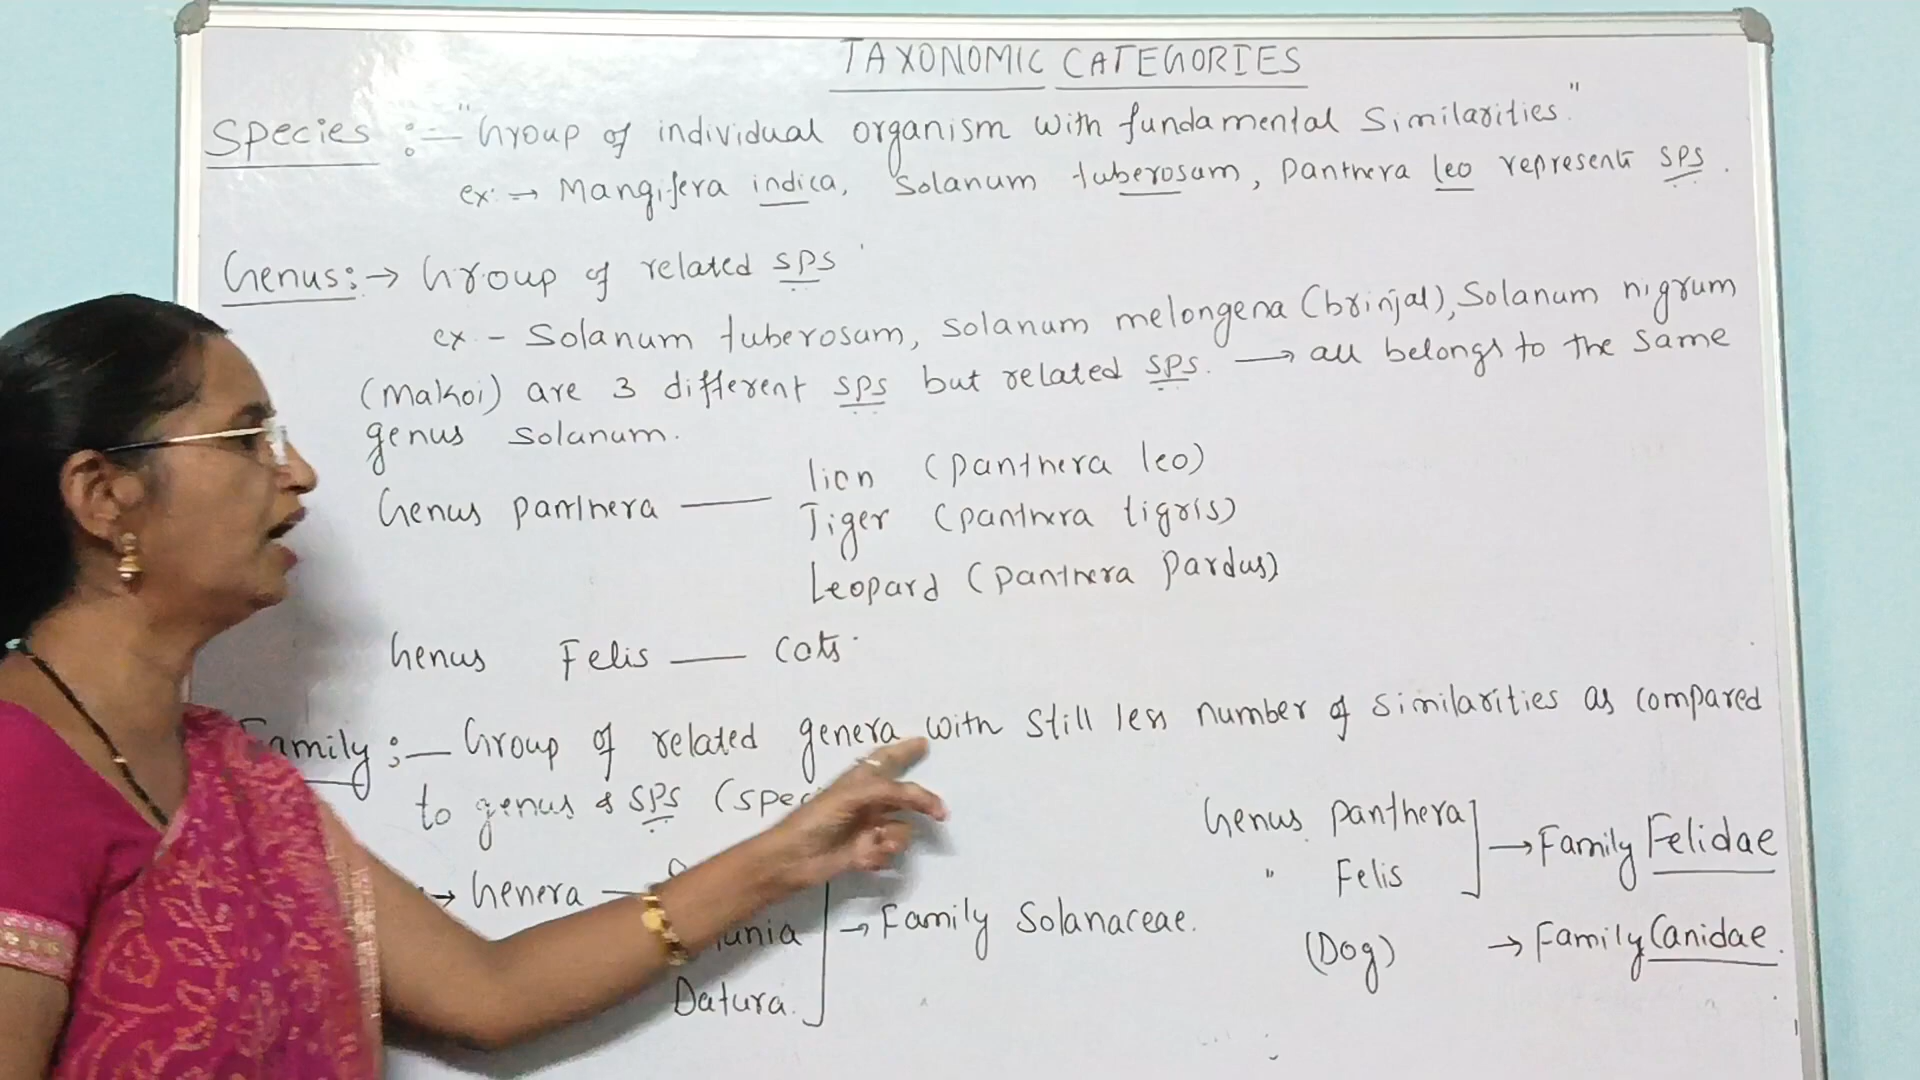 TAXONOMIC CATEGORIES
Species :- "Group of individual organism with fundamental Similarities."
ex: → Mangifera indica, Solanum tuberosum, Panthera leo represents sps.
Genus: → Group of related sps
ex - Solanum tuberosum, Solanum melongena (brinjal), Solanum nigrum
(Makoi) are 3 different sps but related sps. → all belongs to the same
genus Solanum.
Genus panthera — lion (panthera leo)
Tiger (panthera tigris)
Leopard (panthera pardus)
Genus Felis — Cats.
Family :- Group of related genera with still less number of similarities as compared
to genus & sps
→ Genera —
Datura.
→ Family Solanaceae.
Genus panthera
" Felis
→ Family Felidae
(Dog) → Family Canidae.